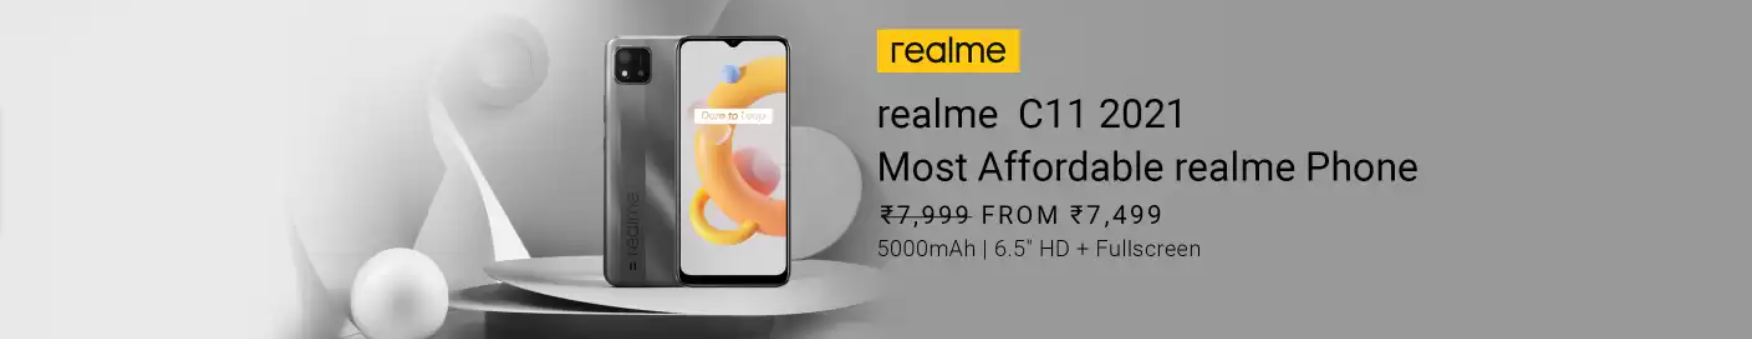 realme
realme C11 2021
Most Affordable realme Phone
₹7,999 FROM ₹7,499
5000mAh | 6.5" HD + Fullscreen
Dare to Leap
realme